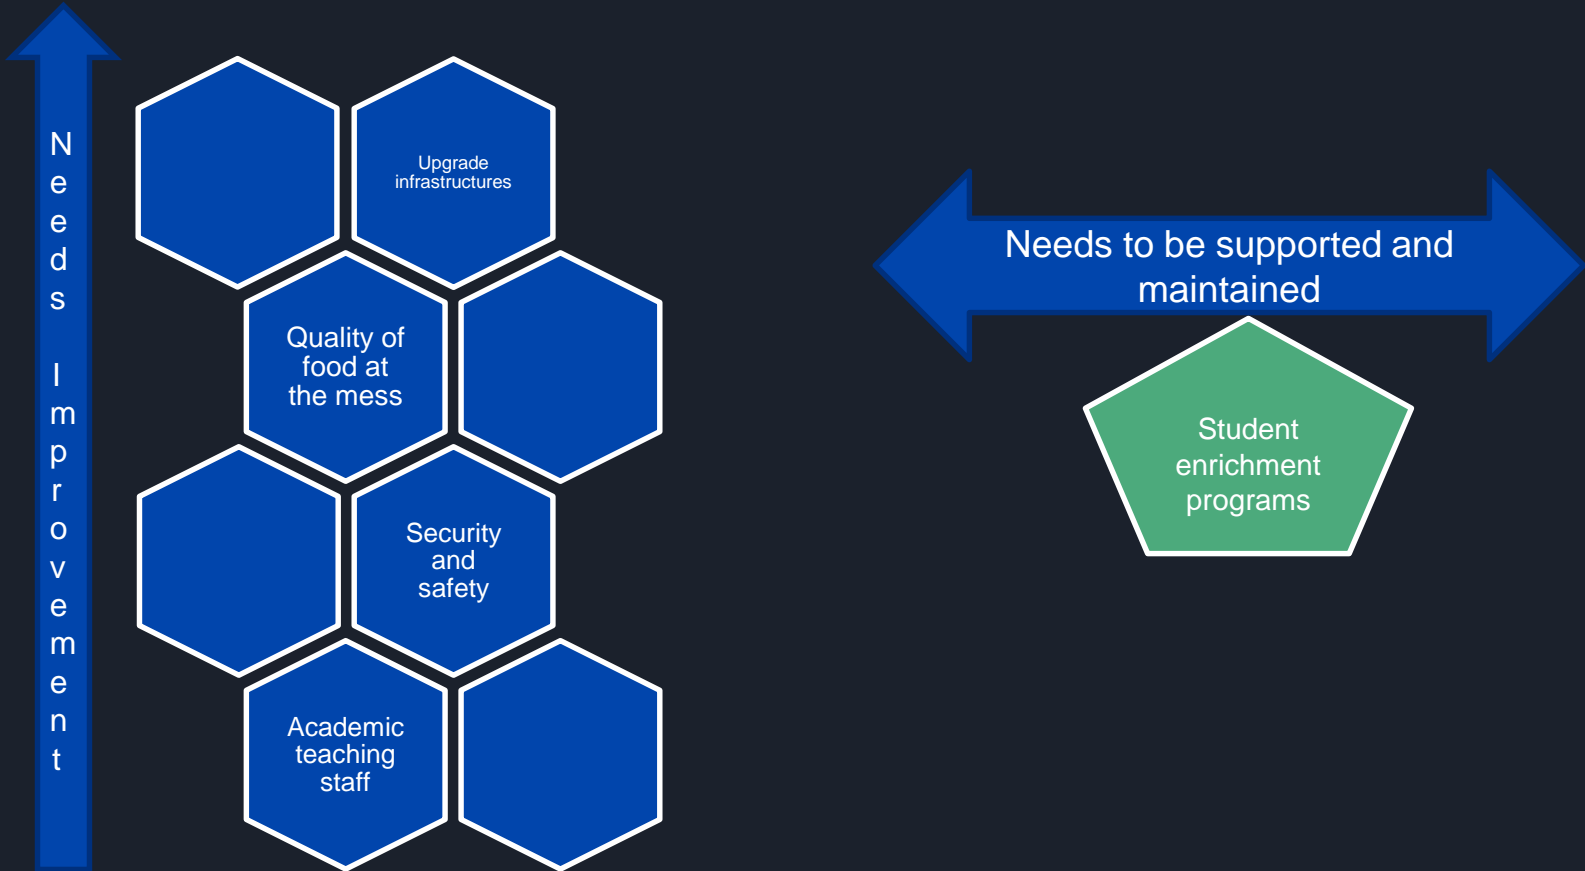 Needs Improvement
Upgrade
infrastructures
Quality of
food at
the mess
Security
and
safety
Academic
teaching
staff
Needs to be supported and
maintained
Student
enrichment
programs